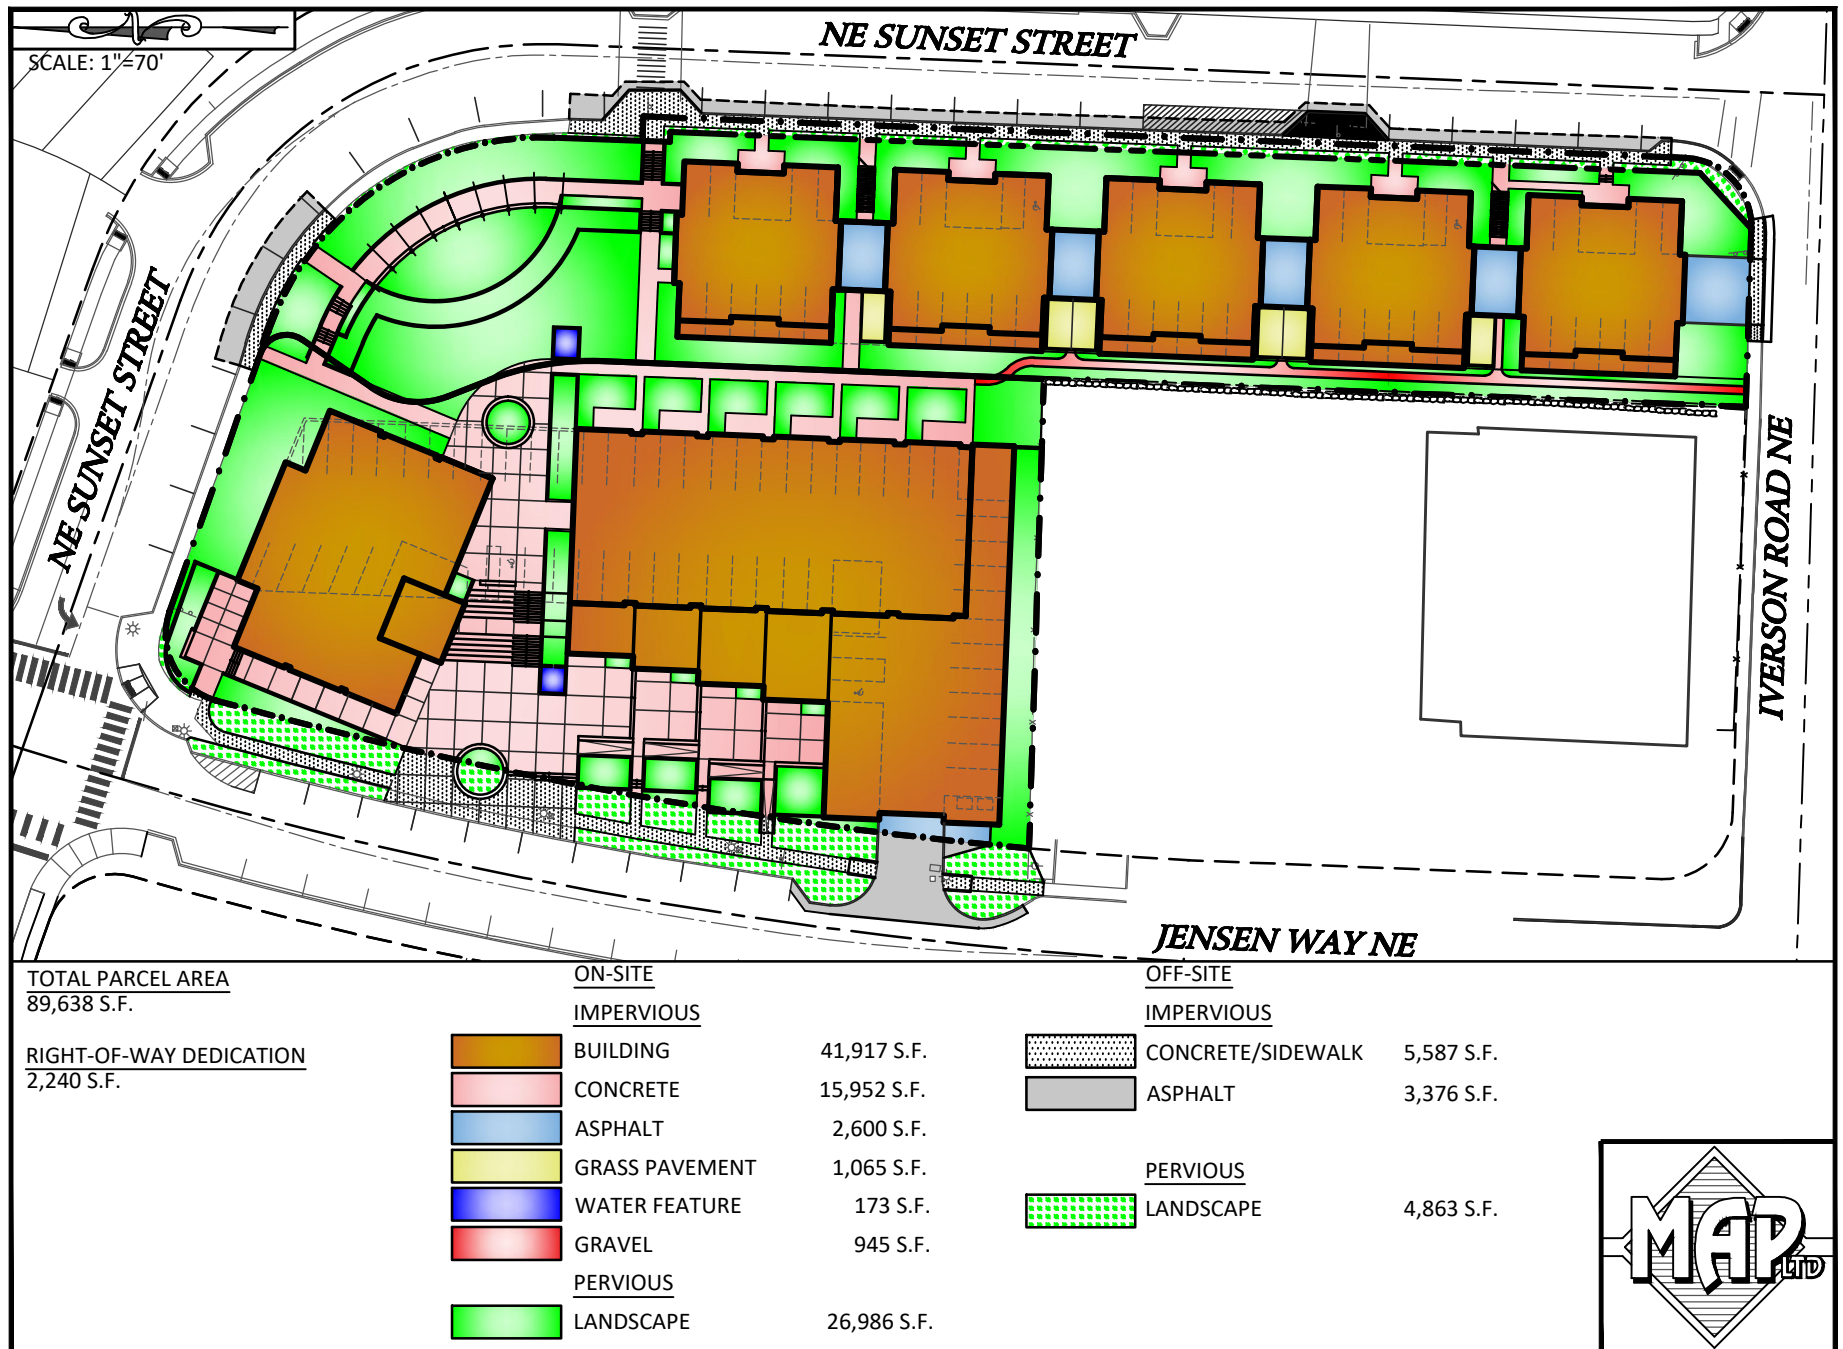 SCALE: 1"=70'
NE SUNSET STREET
NE SUNSET STREET
IVERSON ROAD NE
JENSEN WAY NE
TOTAL PARCEL AREA
89,638 S.F.
RIGHT-OF-WAY DEDICATION
2,240 S.F.
ON-SITE
IMPERVIOUS
BUILDING 41,917 S.F.
CONCRETE 15,952 S.F.
ASPHALT 2,600 S.F.
GRASS PAVEMENT 1,065 S.F.
WATER FEATURE 173 S.F.
GRAVEL 945 S.F.
PERVIOUS
LANDSCAPE 26,986 S.F.
OFF-SITE
IMPERVIOUS
CONCRETE/SIDEWALK 5,587 S.F.
ASPHALT 3,376 S.F.
PERVIOUS
LANDSCAPE 4,863 S.F.
MAP LTD